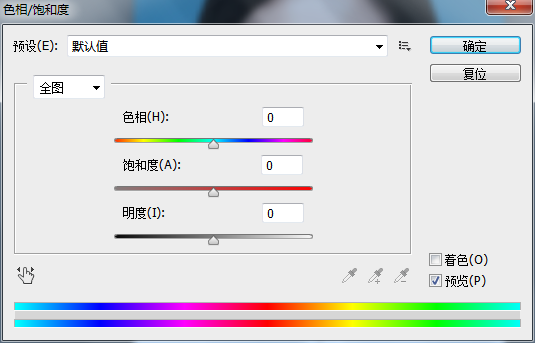 色相/饱和度
预设(E): 默认值
确定
复位
全图
色相(H): 0
饱和度(A): 0
明度(I): 0
着色(O)
预览(P)